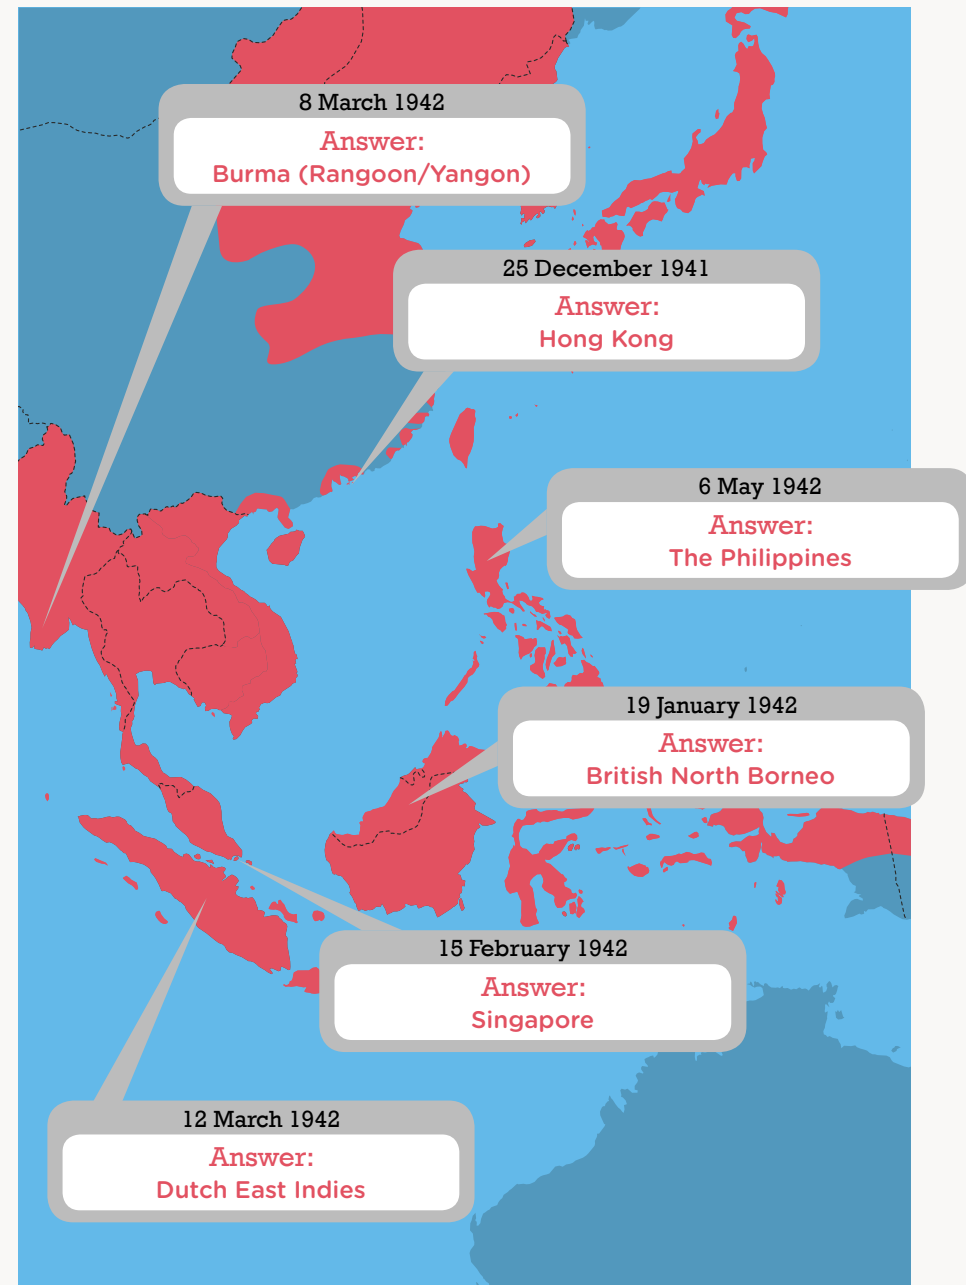 8 March 1942
Answer:
Burma (Rangoon/Yangon)
25 December 1941
Answer:
Hong Kong
6 May 1942
Answer:
The Philippines
19 January 1942
Answer:
British North Borneo
15 February 1942
Answer:
Singapore
12 March 1942
Answer:
Dutch East Indies